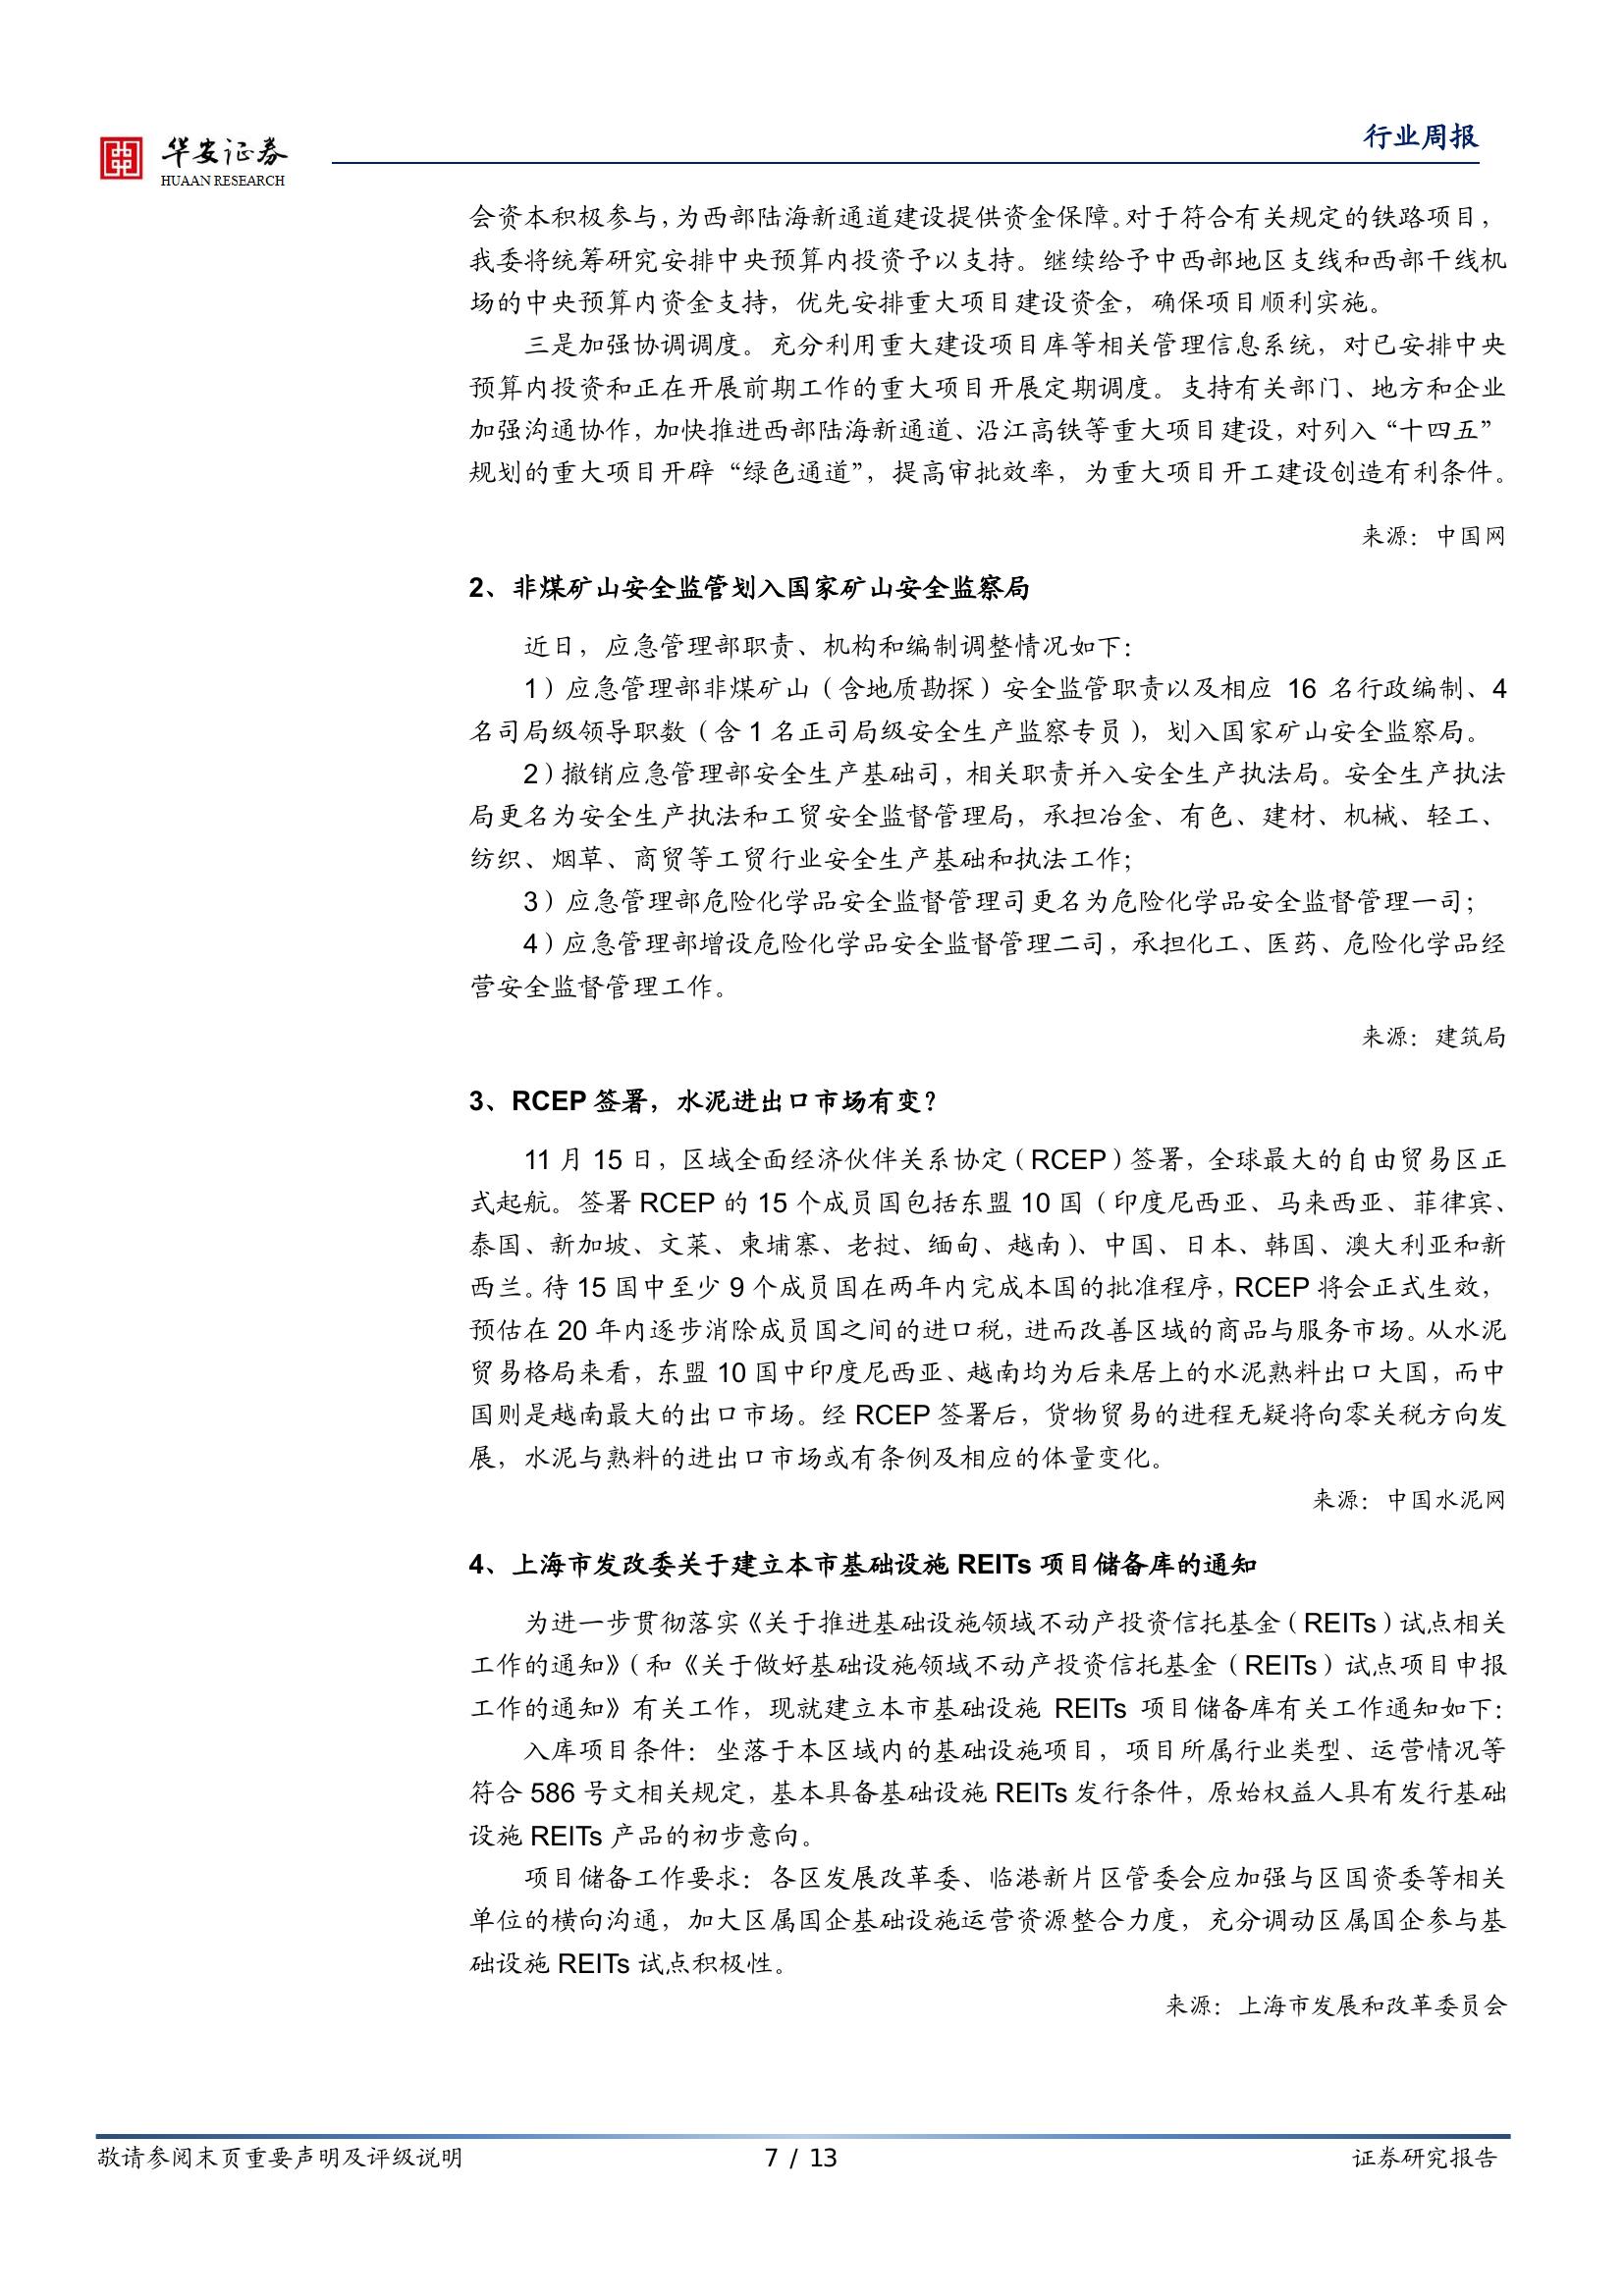 华安证券
HUAAN RESEARCH
行业周报
会资本积极参与，为西部陆海新通道建设提供资金保障。对于符合有关规定的铁路项目，
我委将统筹研究安排中央预算内投资予以支持。继续给予中西部地区支线和西部干线机
场的中央预算内资金支持，优先安排重大项目建设资金，确保项目顺利实施。
三是加强协调调度。充分利用重大建设项目库等相关管理信息系统，对已安排中央
预算内投资和正在开展前期工作的重大项目开展定期调度。支持有关部门、地方和企业
加强沟通协作，加快推进西部陆海新通道、沿江高铁等重大项目建设，对列入“十四五”
规划的重大项目开辟“绿色通道”，提高审批效率，为重大项目开工建设创造有利条件。
来源：中国网
2、非煤矿山安全监管划入国家矿山安全监察局
近日，应急管理部职责、机构和编制调整情况如下：
1）应急管理部非煤矿山（含地质勘探）安全监管职责以及相应 16 名行政编制、4
名司局级领导职数（含 1 名正司局级安全生产监察专员），划入国家矿山安全监察局。
2）撤销应急管理部安全生产基础司，相关职责并入安全生产执法局。安全生产执法
局更名为安全生产执法和工贸安全监督管理局，承担冶金、有色、建材、机械、轻工、
纺织、烟草、商贸等工贸行业安全生产基础和执法工作；
3）应急管理部危险化学品安全监督管理司更名为危险化学品安全监督管理一司；
4）应急管理部增设危险化学品安全监督管理二司，承担化工、医药、危险化学品经
营安全监督管理工作。
来源：建筑局
3、RCEP 签署，水泥进出口市场有变？
11 月 15 日，区域全面经济伙伴关系协定（RCEP）签署，全球最大的自由贸易区正
式起航。签署 RCEP 的 15 个成员国包括东盟 10 国（印度尼西亚、马来西亚、菲律宾、
泰国、新加坡、文莱、柬埔寨、老挝、缅甸、越南）、中国、日本、韩国、澳大利亚和新
西兰。待 15 国中至少 9 个成员国在两年内完成本国的批准程序，RCEP 将会正式生效，
预估在 20 年内逐步消除成员国之间的进口税，进而改善区域的商品与服务市场。从水泥
贸易格局来看，东盟 10 国中印度尼西亚、越南均为后来居上的水泥熟料出口大国，而中
国则是越南最大的出口市场。经 RCEP 签署后，货物贸易的进程无疑将向零关税方向发
展，水泥与熟料的进出口市场或有条例及相应的体量变化。
来源：中国水泥网
4、上海市发改委关于建立本市基础设施 REITs 项目储备库的通知
为进一步贯彻落实《关于推进基础设施领域不动产投资信托基金（REITs）试点相关
工作的通知》（和《关于做好基础设施领域不动产投资信托基金（REITs）试点项目申报
工作的通知》有关工作，现就建立本市基础设施 REITs 项目储备库有关工作通知如下：
入库项目条件：坐落于本区域内的基础设施项目，项目所属行业类型、运营情况等
符合 586 号文相关规定，基本具备基础设施 REITs 发行条件，原始权益人具有发行基础
设施 REITs 产品的初步意向。
项目储备工作要求：各区发展改革委、临港新片区管委会应加强与区国资委等相关
单位的横向沟通，加大区属国企基础设施运营资源整合力度，充分调动区属国企参与基
础设施 REITs 试点积极性。
来源：上海市发展和改革委员会
敬请参阅末页重要声明及评级说明
7 / 13
证券研究报告